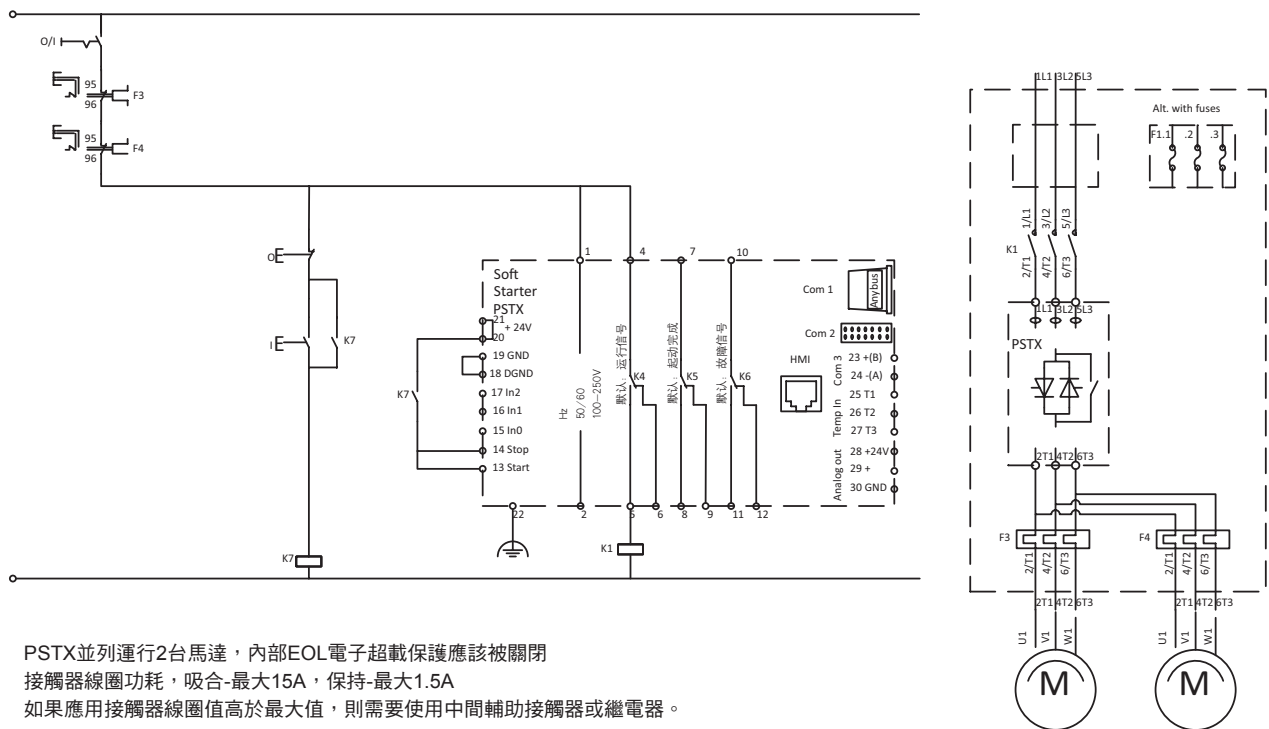 O/I
95
96
F3
95
96
F4
O
I
K7
K7
Soft
Starter
PSTX
21
+ 24V
20
19 GND
18 DGND
17 In2
16 In1
15 In0
14 Stop
13 Start
K7
22
1
2
Hz
50/60
100–250V
4
默认：运行信号
K4
5
6
K1
7
默认：起动完成
K5
8
9
10
默认：故障信号
K6
11
12
Com 1
Anybus
Com 2
HMI
Com 3
23 +(B)
24 -(A)
Temp In
25 T1
26 T2
27 T3
Analog out
28 +24V
29 +
30 GND
1L1 3L2 5L3
Alt. with fuses
F1.1 .2 .3
K1
1/L1 3/L2 5/L3
2/T1 4/T2 6/T3
1L1 3L2 5L3
PSTX
2T1 4T2 6T3
F3
2/T1 4/T2 6/T3
F4
2/T1 4/T2 6/T3
2T1 4T2 6T3
2T1 4T2 6T3
U1 V1 W1
U1 V1 W1
M
M
PSTX並列運行2台馬達，內部EOL電子超載保護應該被關閉
接觸器線圈功耗，吸合-最大15A，保持-最大1.5A
如果應用接觸器線圈值高於最大值，則需要使用中間輔助接觸器或繼電器。